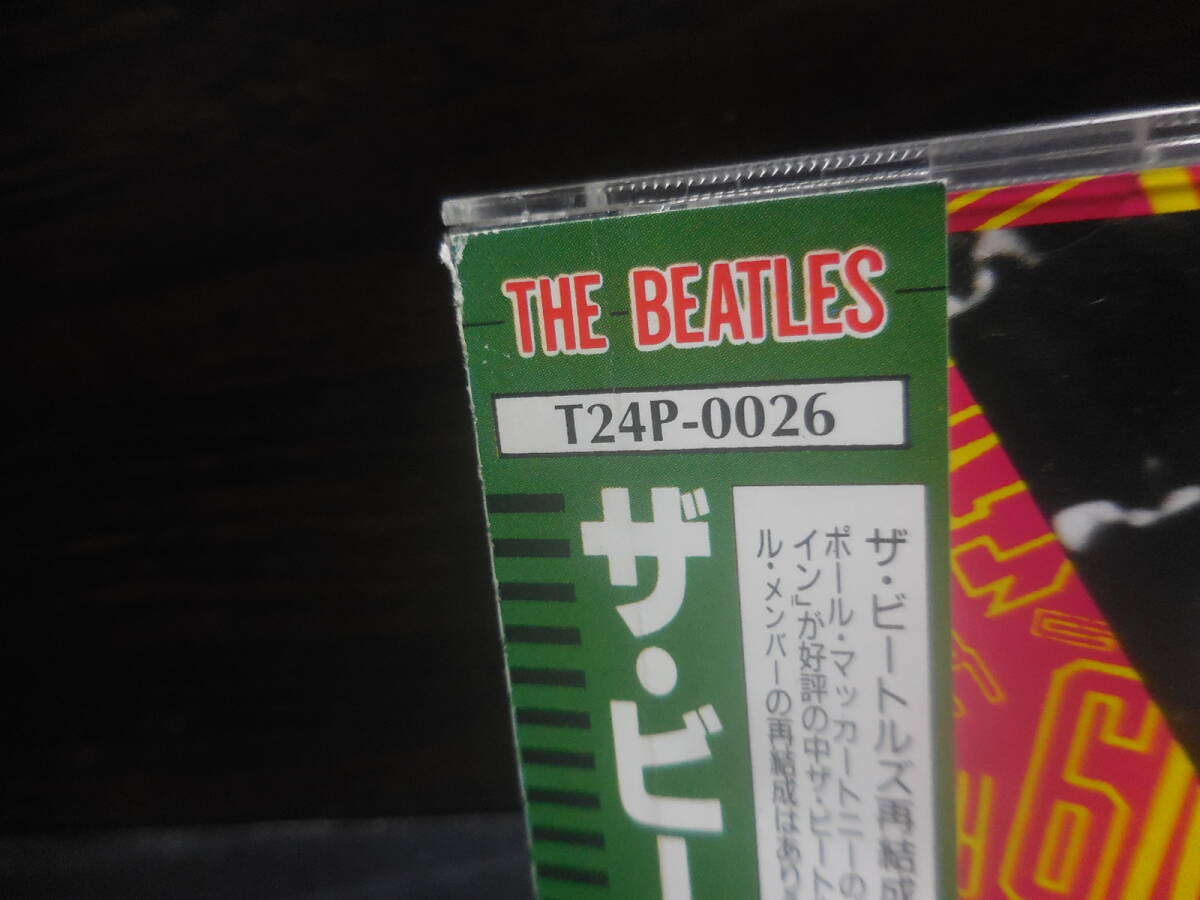 THE BEATLES
T24P-0026
ザ・ビー
ザ・ビートルズ再結成
ポール・マッカートニーの
イン』が好評の中ザ・ビート
ル・メンバーの再結成はあり